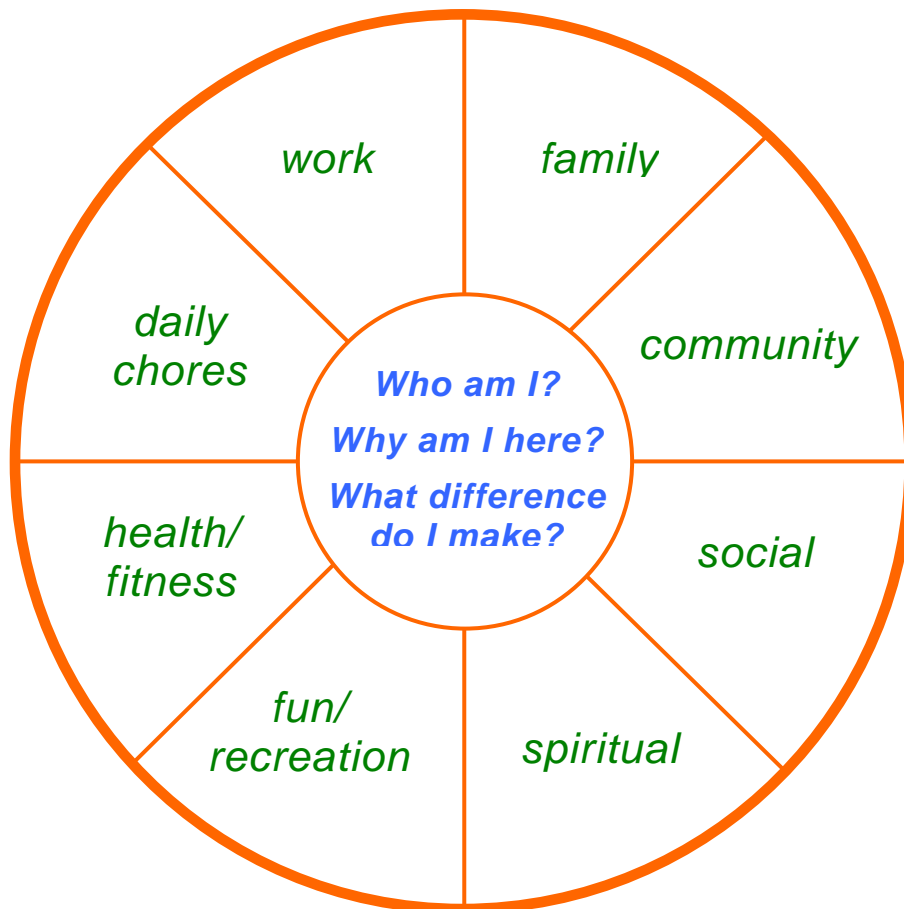 work
family
daily
chores
community
Who am I?
Why am I here?
What difference
do I make?
health/
fitness
social
fun/
recreation
spiritual